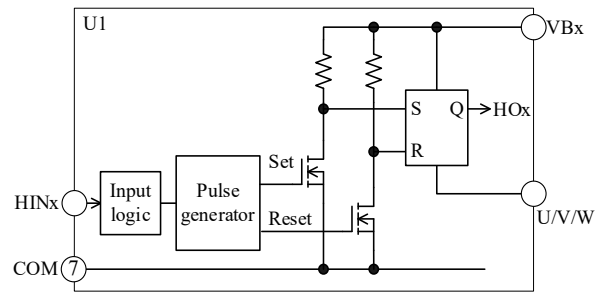 U1
VBx
S Q HOx
R
Set
Input logic
Pulse generator
HINx
Reset
U/V/W
COM 7